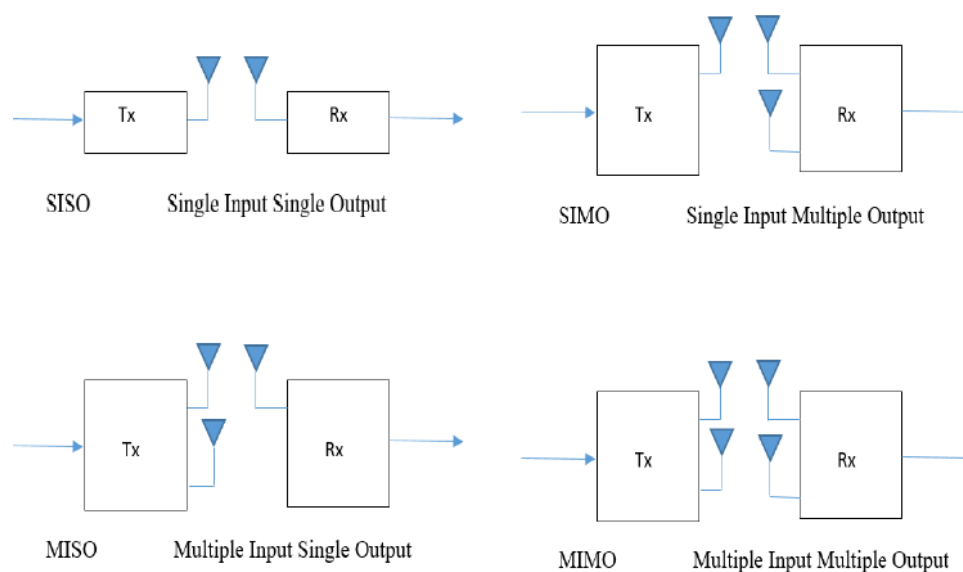 Tx
Rx
SISO Single Input Single Output
Tx
Rx
SIMO Single Input Multiple Output
Tx
Rx
MISO Multiple Input Single Output
Tx
Rx
MIMO Multiple Input Multiple Output